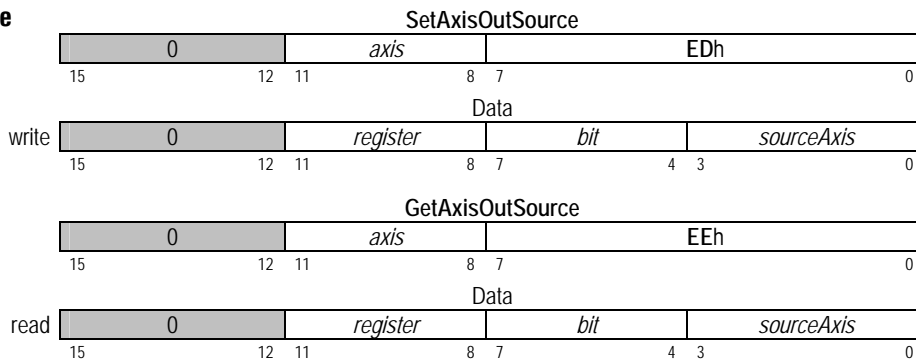 e
SetAxisOutSource
0 axis EDh
15 12 11 8 7 0
Data
write 0 register bit sourceAxis
15 12 11 8 7 4 3 0
GetAxisOutSource
0 axis EEh
15 12 11 8 7 0
Data
read 0 register bit sourceAxis
15 12 11 8 7 4 3 0